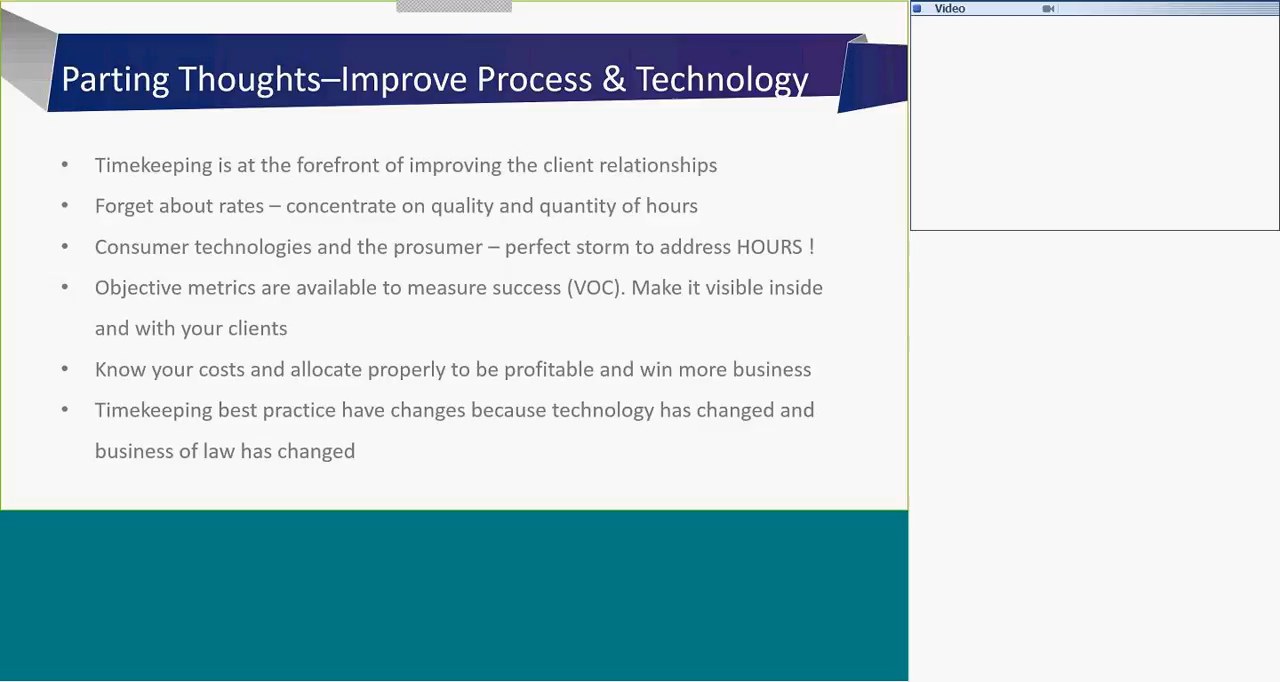 Video
Parting Thoughts–Improve Process & Technology
• Timekeeping is at the forefront of improving the client relationships
• Forget about rates – concentrate on quality and quantity of hours
• Consumer technologies and the prosumer – perfect storm to address HOURS !
• Objective metrics are available to measure success (VOC). Make it visible inside
and with your clients
• Know your costs and allocate properly to be profitable and win more business
• Timekeeping best practice have changes because technology has changed and
business of law has changed